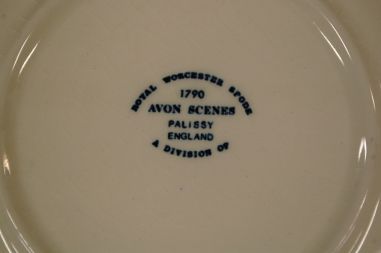 ROYAL WORCESTER SPODE
1790
AVON SCENES
PALISSY
ENGLAND
A DIVISION OF